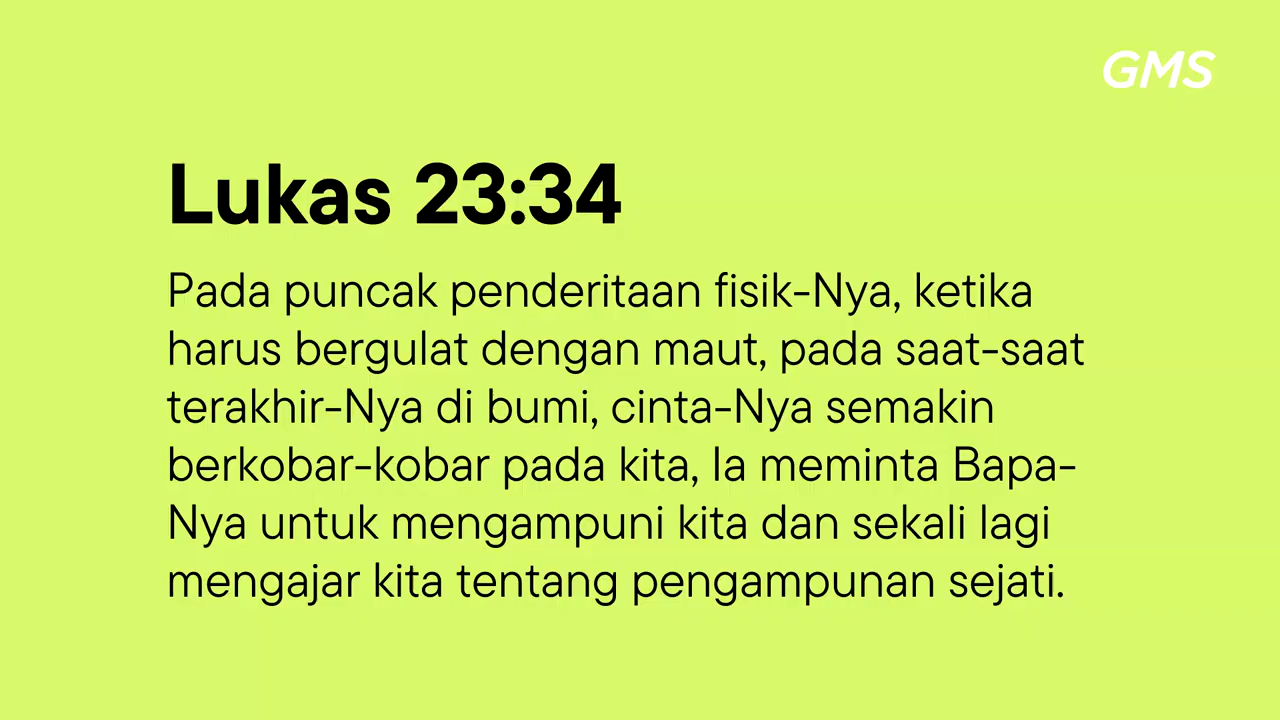 GMS
Lukas 23:34
Pada puncak penderitaan fisik-Nya, ketika
harus bergulat dengan maut, pada saat-saat
terakhir-Nya di bumi, cinta-Nya semakin
berkobar-kobar pada kita, Ia meminta Bapa-
Nya untuk mengampuni kita dan sekali lagi
mengajar kita tentang pengampunan sejati.